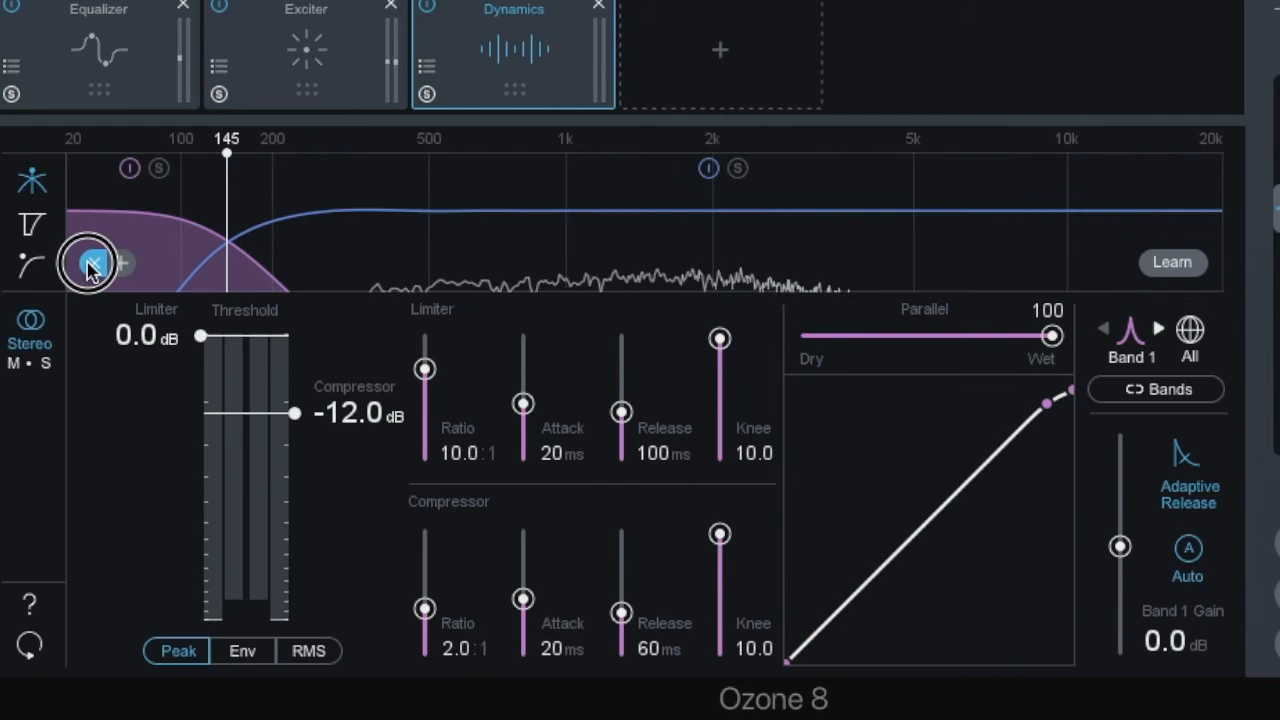 Equalizer
Exciter
Dynamics
S
S
S
20 100 145 200 500 1k 2k 5k 10k 20k
I S
I S
Learn
Stereo
M • S
Limiter
0.0 dB
Threshold
Compressor
-12.0 dB
Peak Env RMS
Limiter
Ratio
10.0:1
Attack
20 ms
Release
100 ms
Knee
10.0
Compressor
Ratio
2.0:1
Attack
20 ms
Release
60 ms
Knee
10.0
Parallel 100
Dry Wet
Band 1 All
Bands
Adaptive
Release
A
Auto
Band 1 Gain
0.0 dB
?
Ozone 8